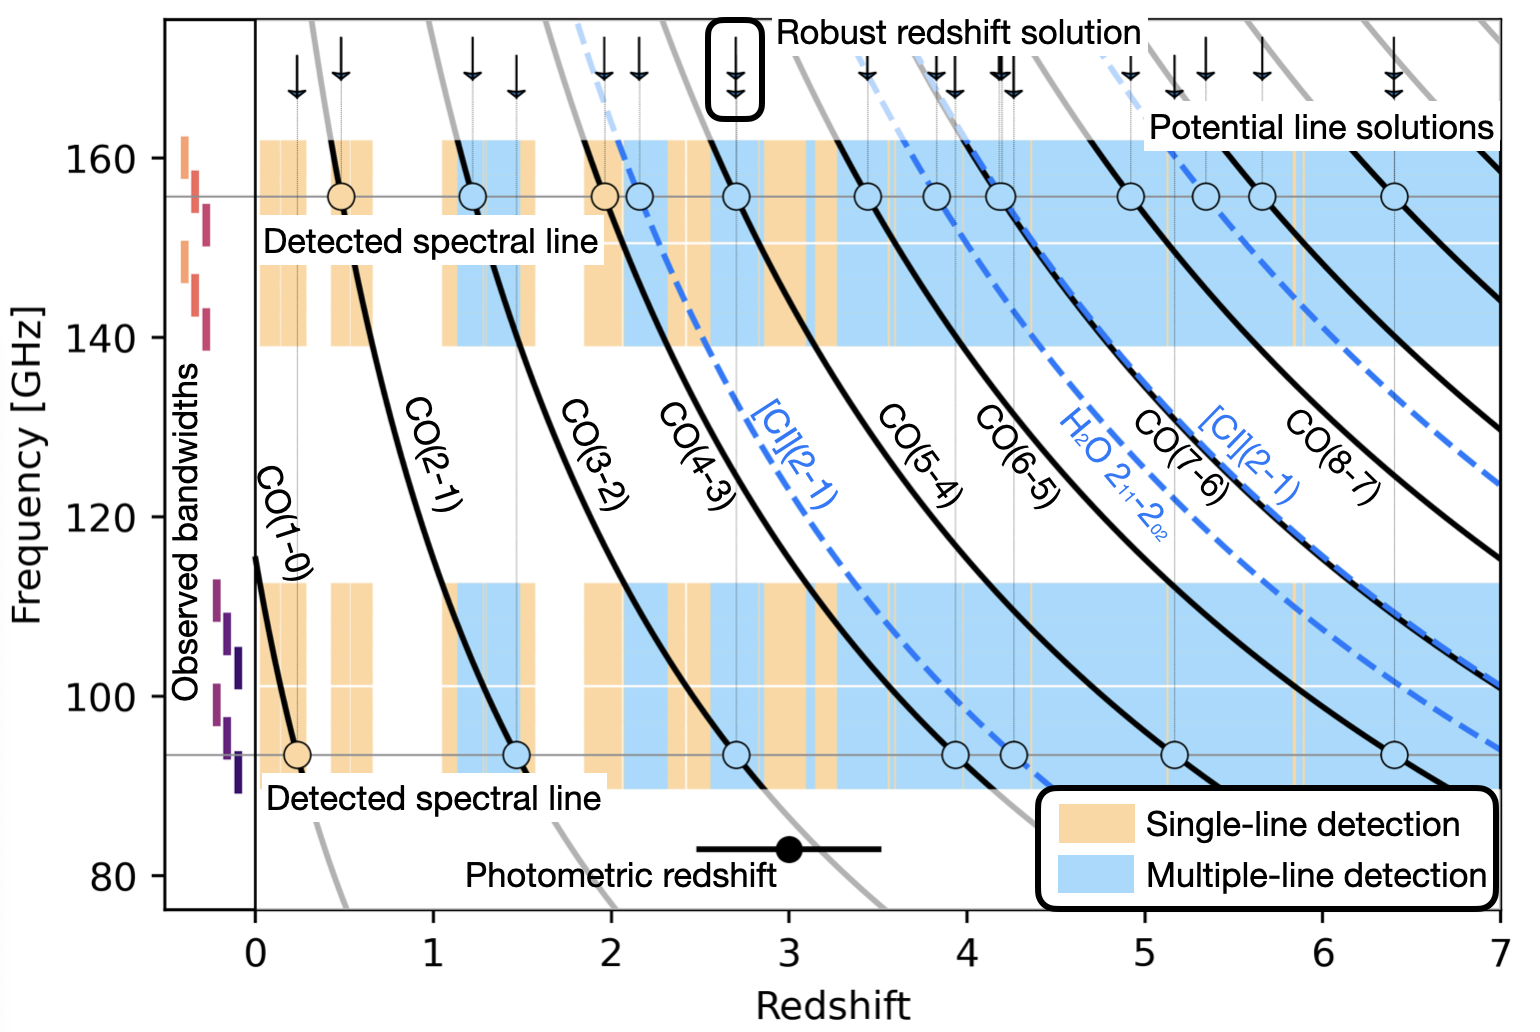 Robust redshift solution
Potential line solutions
160
140
120
100
80
Frequency [GHz]
Observed bandwidths
Detected spectral line
CO(1-0)
CO(2-1)
CO(3-2)
CO(4-3)
[CI](2-1)
CO(5-4)
CO(6-5)
H₂O 2₁₁-2₀₂
CO(7-6)
[CI](2-1)
CO(8-7)
Detected spectral line
Photometric redshift
Single-line detection
Multiple-line detection
0 1 2 3 4 5 6 7
Redshift